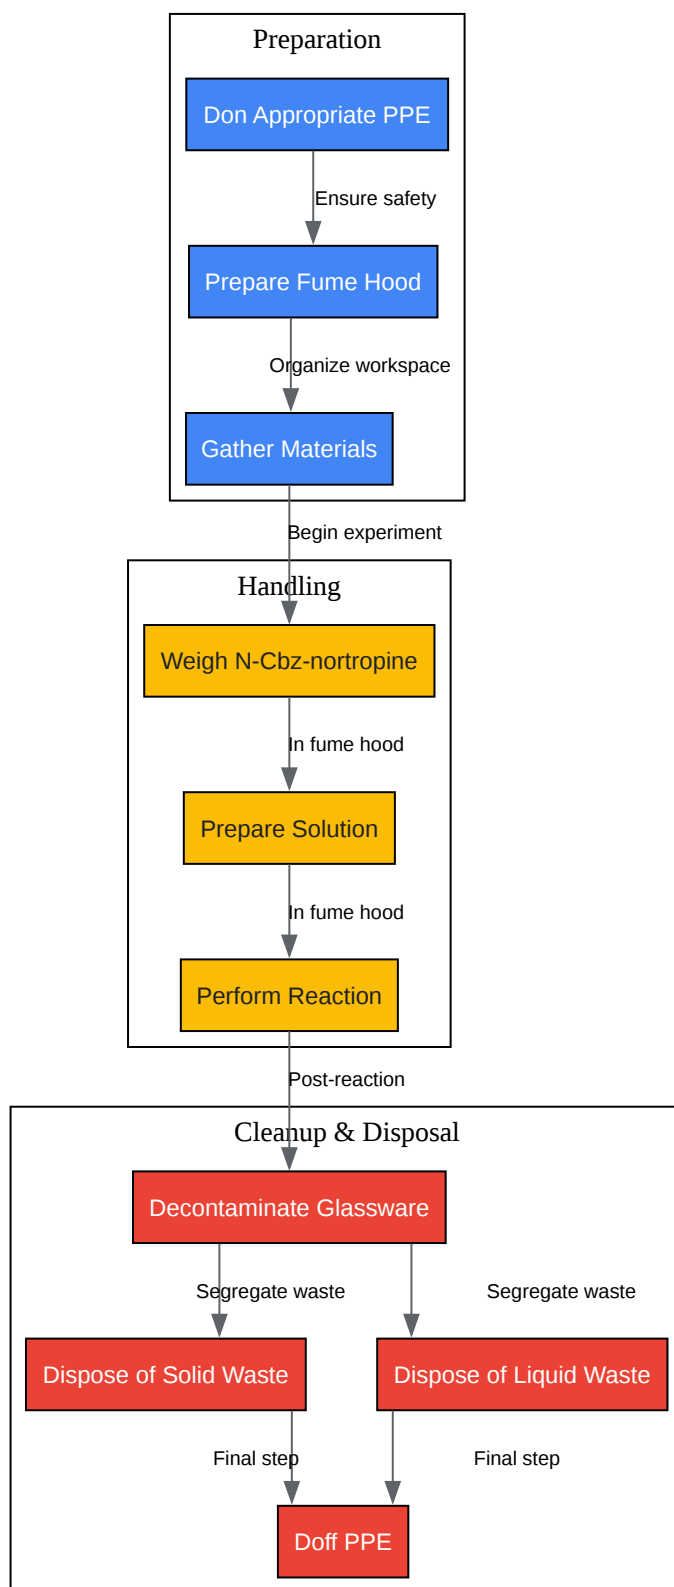 Preparation
Don Appropriate PPE
Ensure safety
Prepare Fume Hood
Organize workspace
Gather Materials
Begin experiment
Handling
Weigh N-Cbz-nortropine
In fume hood
Prepare Solution
In fume hood
Perform Reaction
Post-reaction
Cleanup & Disposal
Decontaminate Glassware
Segregate waste
Segregate waste
Dispose of Solid Waste
Dispose of Liquid Waste
Final step
Final step
Doff PPE